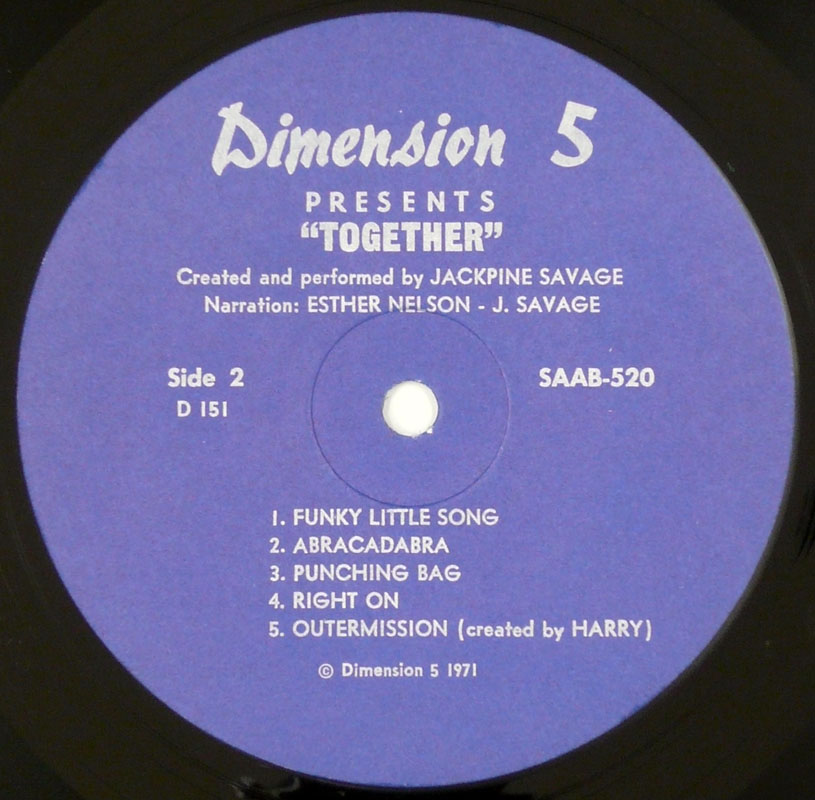 Dimension 5
PRESENTS
“TOGETHER”
Created and performed by JACKPINE SAVAGE
Narration: ESTHER NELSON - J. SAVAGE
Side 2 SAAB-520
D 151
1. FUNKY LITTLE SONG
2. ABRACADABRA
3. PUNCHING BAG
4. RIGHT ON
5. OUTERMISSION (created by HARRY)
© Dimension 5 1971